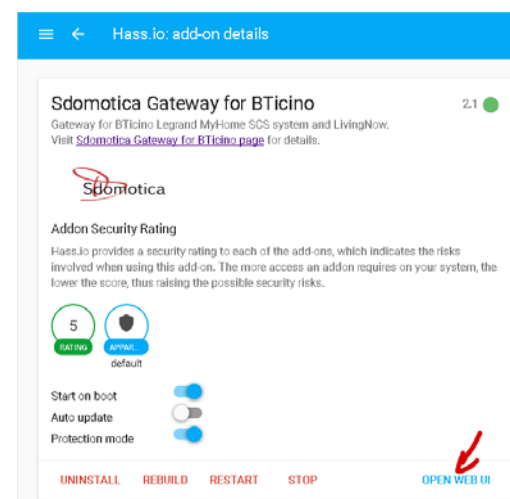 Hass.io: add-on details
Sdomotica Gateway for BTicino 2.1
Gateway for BTicino Legrand MyHome SCS system and LivingNow.
Visit Sdomotica Gateway for BTicino page for details.
Sdomotica
Addon Security Rating
Hass.io provides a security rating to each of the add-ons, which indicates the risks
involved when using this add-on. The more access an addon requires on your system, the
lower the score, thus raising the possible security risks.
5
RATING APPAR...
default
Start on boot
Auto update
Protection mode
UNINSTALL REBUILD RESTART STOP OPEN WEB UI